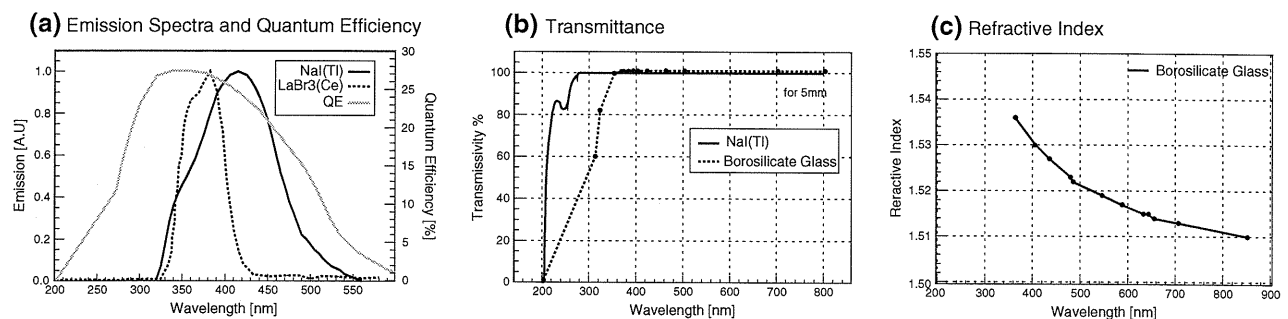 (a) Emission Spectra and Quantum Efficiency
Emission [A.U]
1.0
0.8
0.6
0.4
0.2
0.0
NaI(Tl)
LaBr3(Ce)
QE
30
25
20
15
10
5
0
Quantum Efficiency [%]
200 250 300 350 400 450 500 550
Wavelength [nm]
(b) Transmittance
Transmissivity %
100
80
60
40
20
0
for 5mm
NaI(Tl)
Borosilicate Glass
200 300 400 500 600 700 800
Wavelength [nm]
(c) Refractive Index
Reractive Index
1.55
1.54
1.53
1.52
1.51
1.50
Borosilicate Glass
200 300 400 500 600 700 800 900
Wavelength [nm]